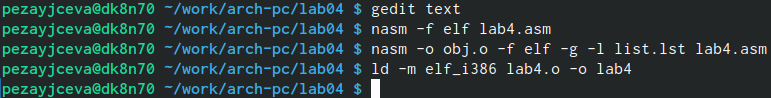 pezayjceva@dk8n70 ~/work/arch-pc/lab04 $ gedit text
pezayjceva@dk8n70 ~/work/arch-pc/lab04 $ nasm -f elf lab4.asm
pezayjceva@dk8n70 ~/work/arch-pc/lab04 $ nasm -o obj.o -f elf -g -l list.lst lab4.asm
pezayjceva@dk8n70 ~/work/arch-pc/lab04 $ ld -m elf_i386 lab4.o -o lab4
pezayjceva@dk8n70 ~/work/arch-pc/lab04 $